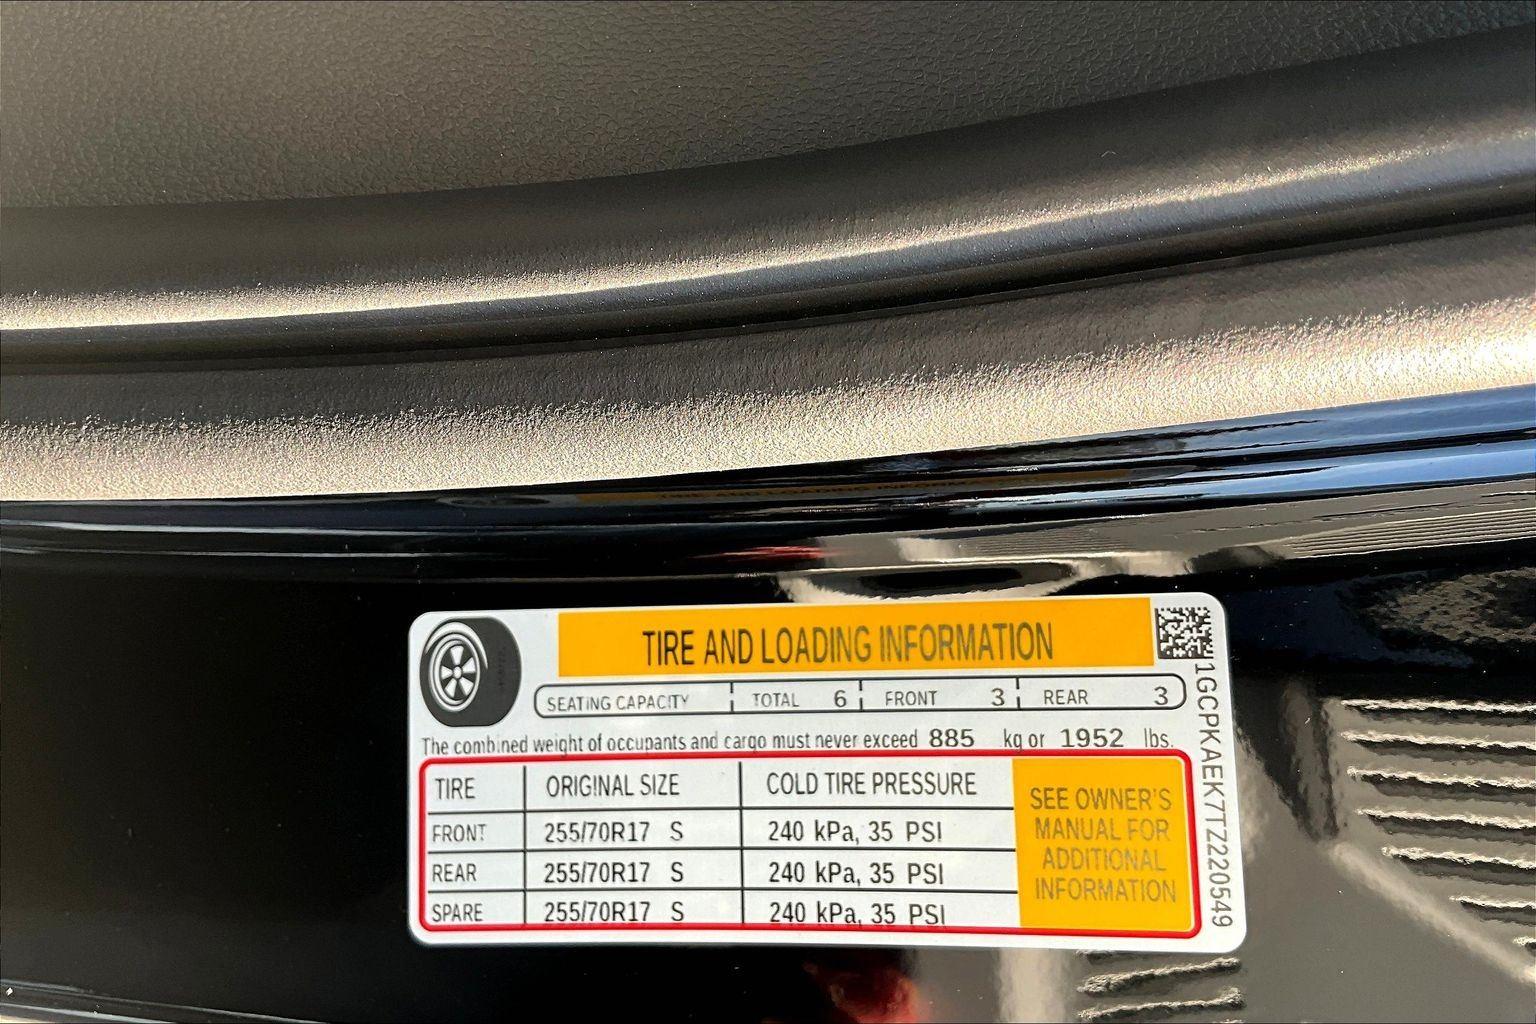 TIRE AND LOADING INFORMATION
SEATING CAPACITY TOTAL 6 FRONT 3 REAR 3
The combined weight of occupants and cargo must never exceed 885 kg or 1952 lbs.
TIRE ORIGINAL SIZE COLD TIRE PRESSURE
FRONT 255/70R17 S 240 kPa, 35 PSI
REAR 255/70R17 S 240 kPa, 35 PSI
SPARE 255/70R17 S 240 kPa, 35 PSI
SEE OWNER'S
MANUAL FOR
ADDITIONAL
INFORMATION
1GCPKAEK7TZ220549